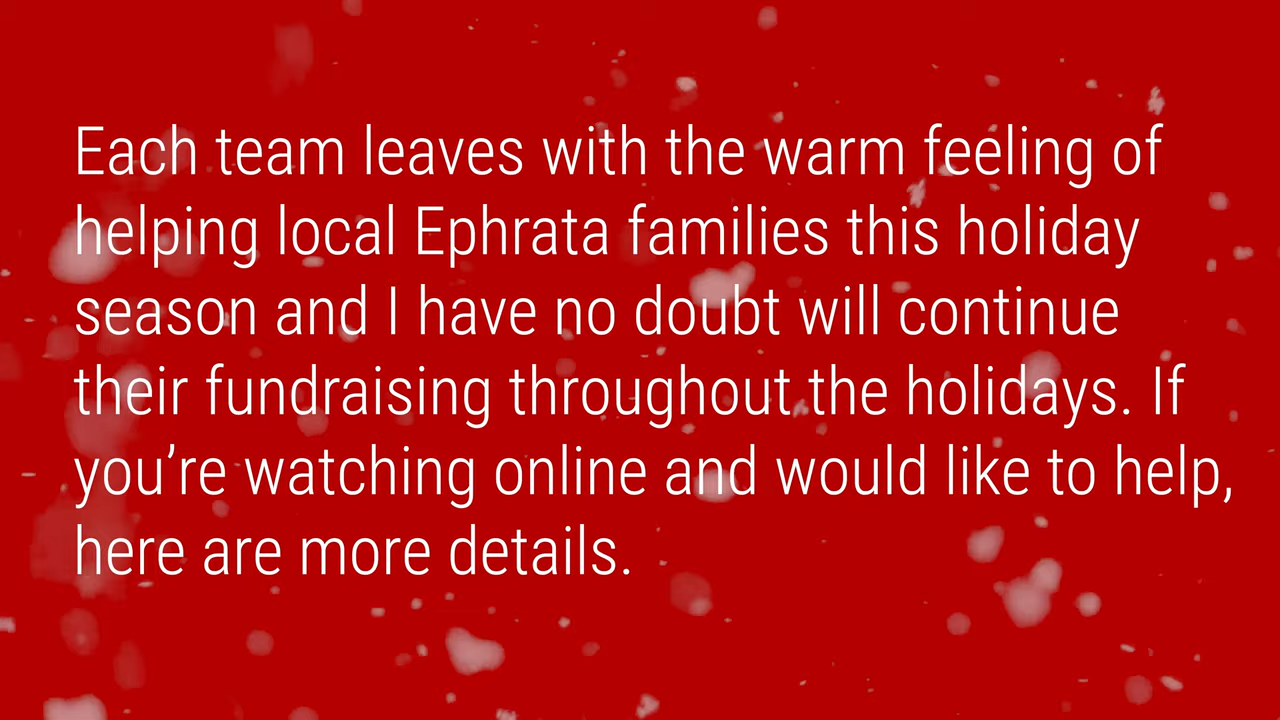 Each team leaves with the warm feeling of
helping local Ephrata families this holiday
season and I have no doubt will continue
their fundraising throughout the holidays. If
you’re watching online and would like to help,
here are more details.